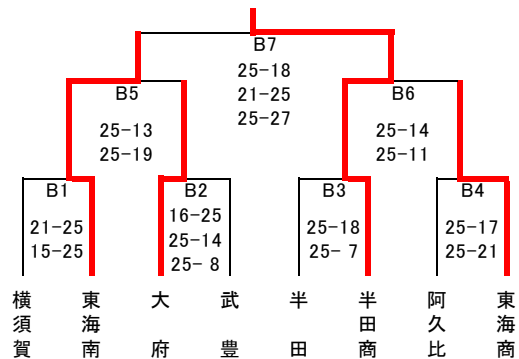 B7
25-18
21-25
25-27
B5
25-13
25-19
B6
25-14
25-11
B1
21-25
15-25
B2
16-25
25-14
25- 8
B3
25-18
25- 7
B4
25-17
25-21
横須賀
東海南
大府
武豊
半田
半田商
阿久比
東海商